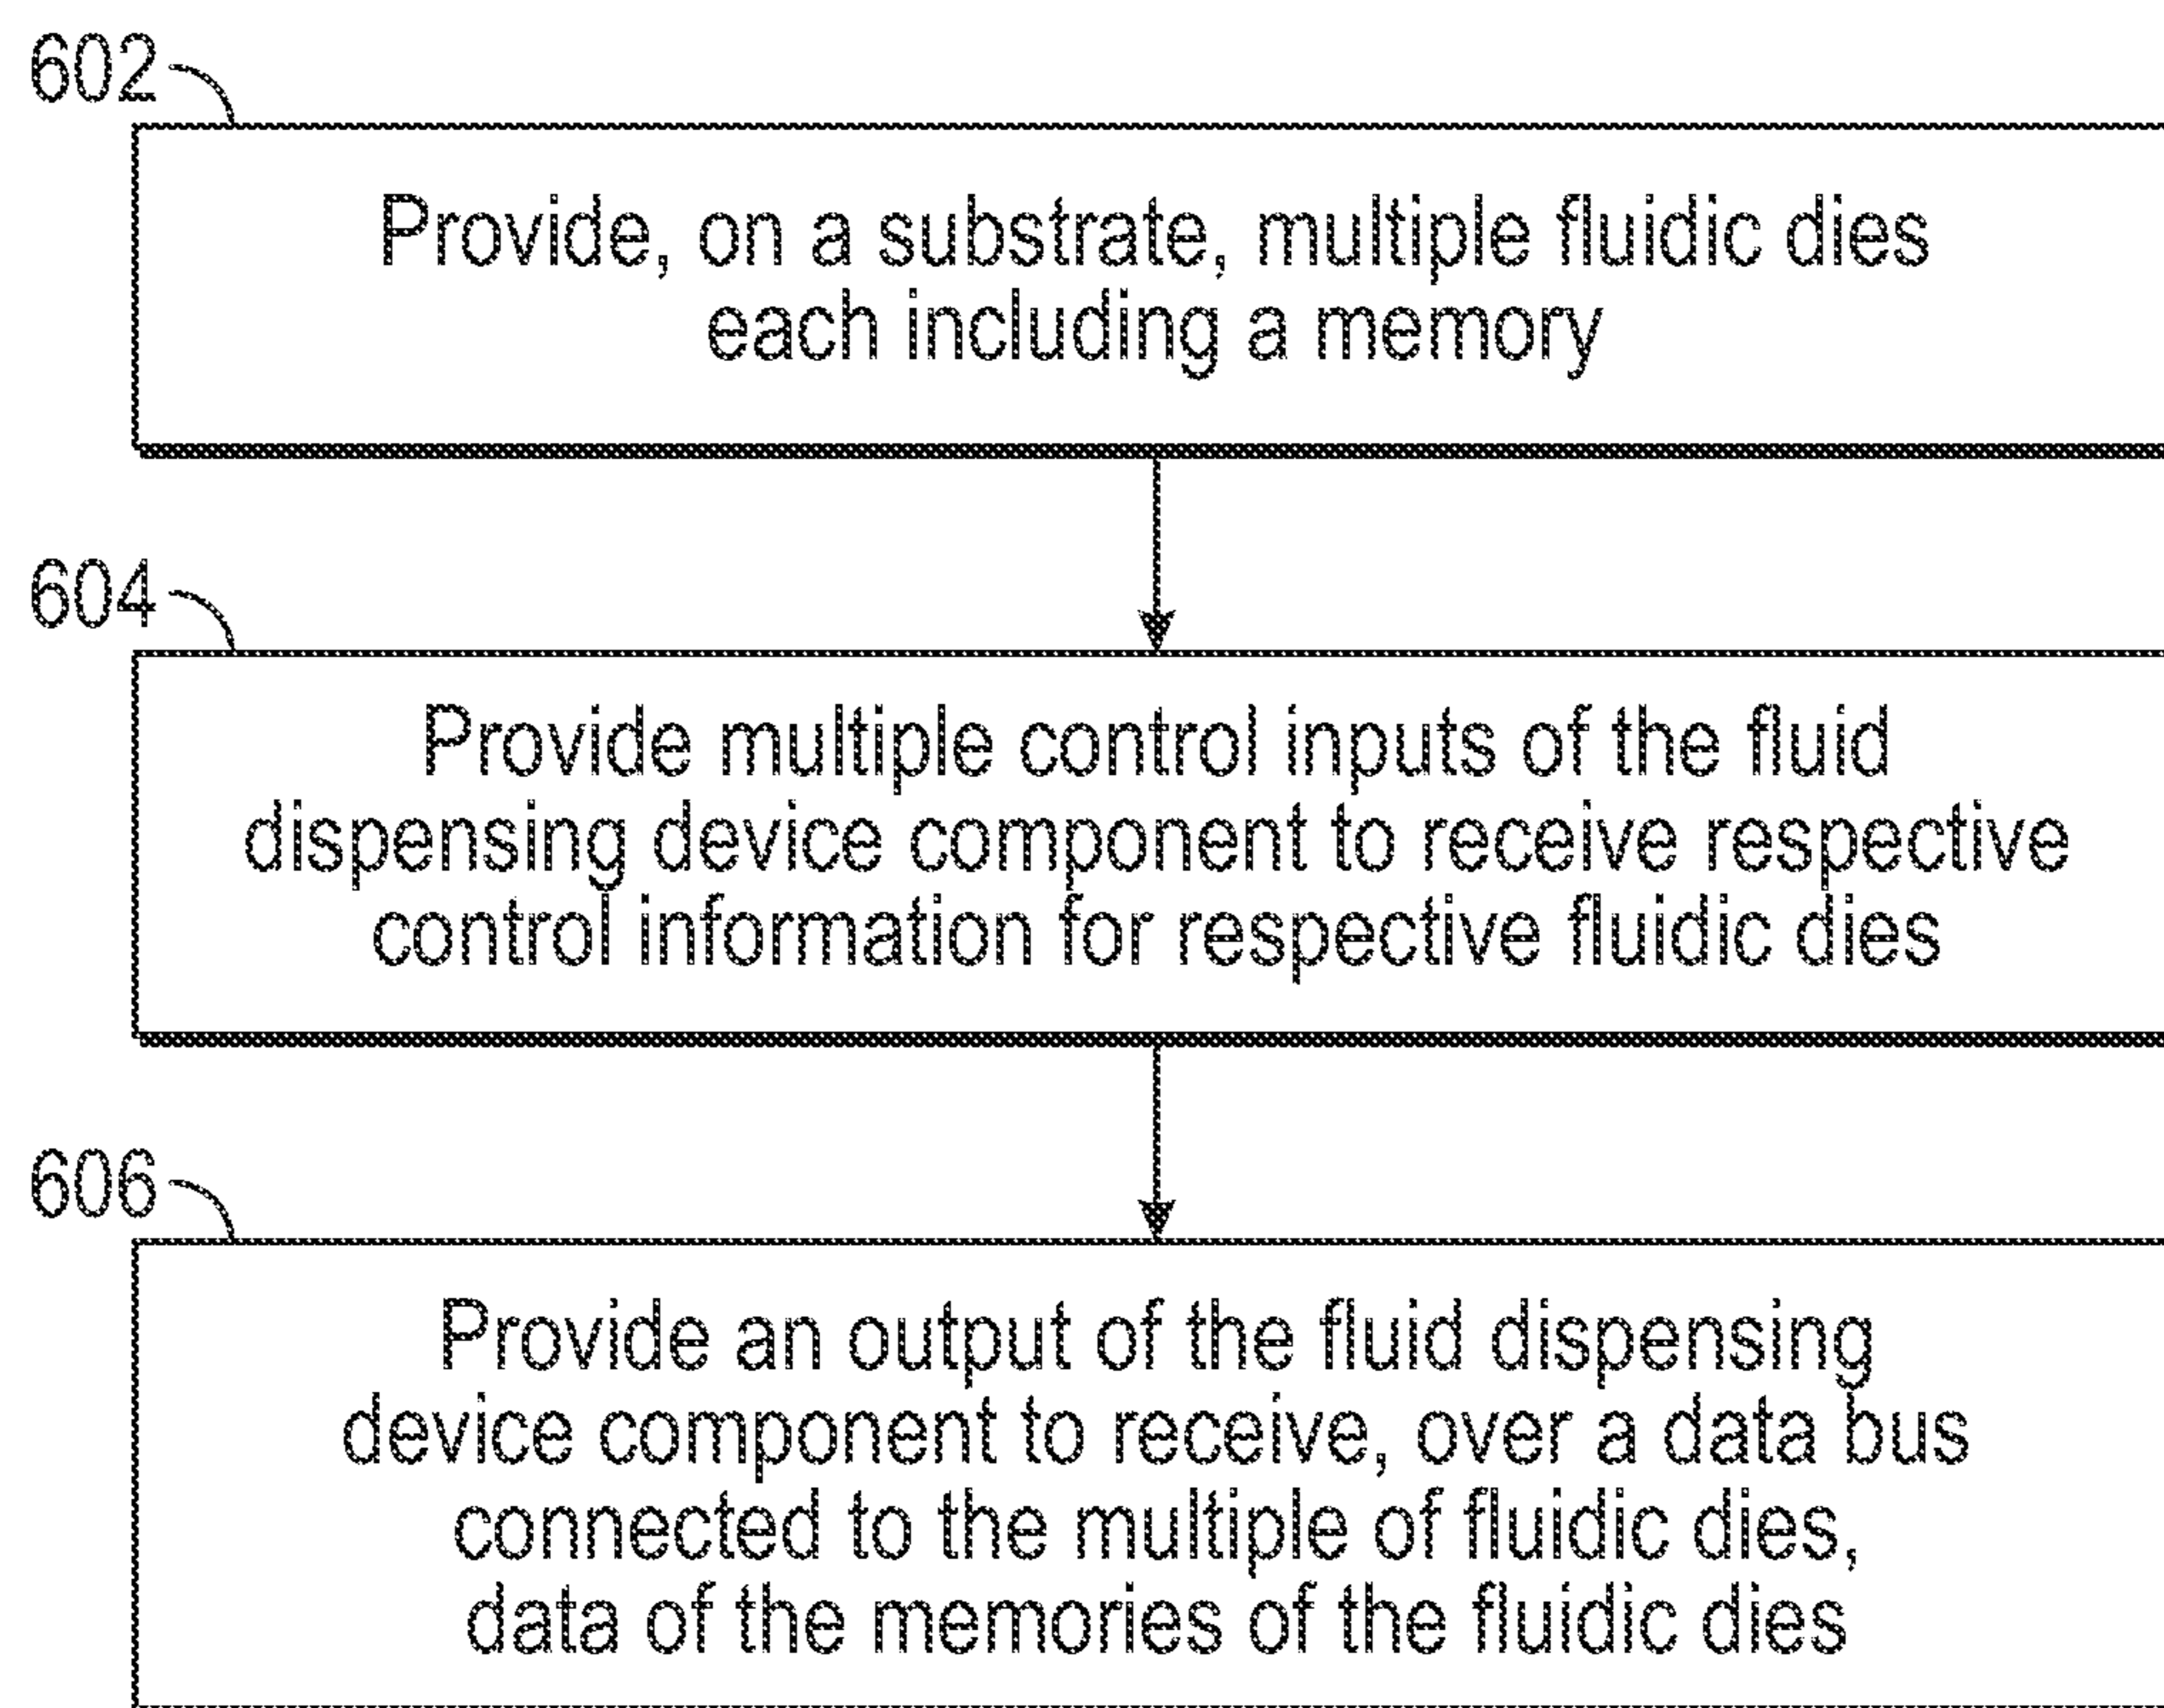 602
Provide, on a substrate, multiple fluidic dies
each including a memory
604
Provide multiple control inputs of the fluid
dispensing device component to receive respective
control information for respective fluidic dies
606
Provide an output of the fluid dispensing
device component to receive, over a data bus
connected to the multiple of fluidic dies,
data of the memories of the fluidic dies